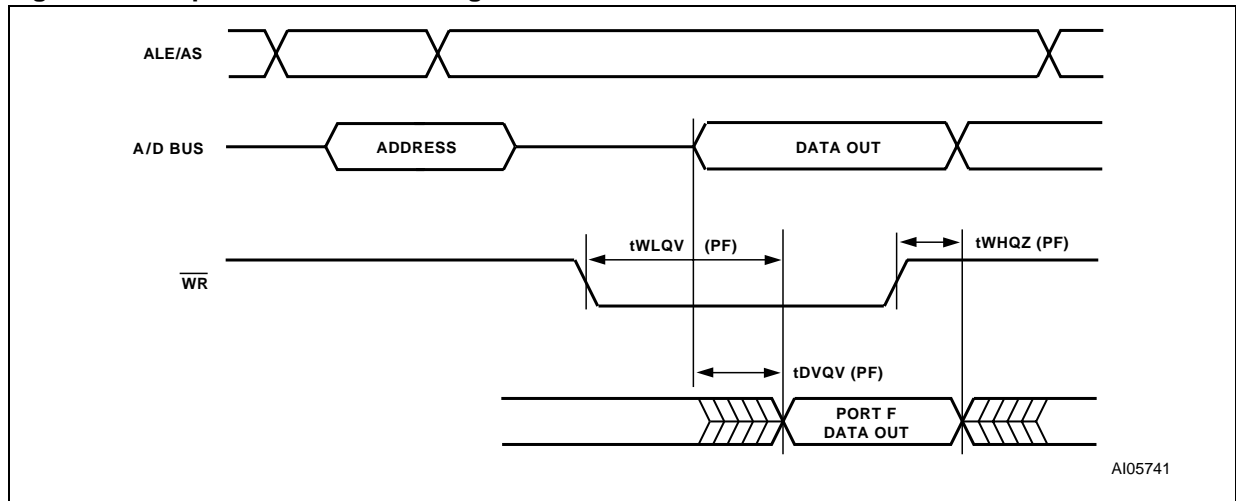 ALE/AS
A/D BUS
ADDRESS
DATA OUT
tWLQV (PF)
tWHQZ (PF)
WR
tDVQV (PF)
PORT F
DATA OUT
AI05741